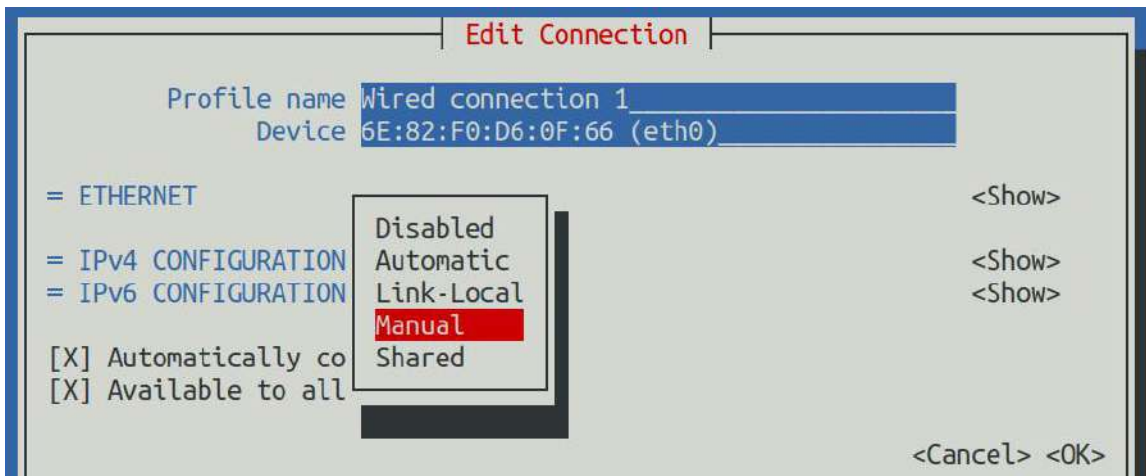 Edit Connection
Profile name Wired connection 1
Device 6E:82:F0:D6:0F:66 (eth0)
= ETHERNET <Show>
Disabled
= IPv4 CONFIGURATION Automatic <Show>
= IPv6 CONFIGURATION Link-Local <Show>
Manual
[X] Automatically co Shared
[X] Available to all
<Cancel> <OK>